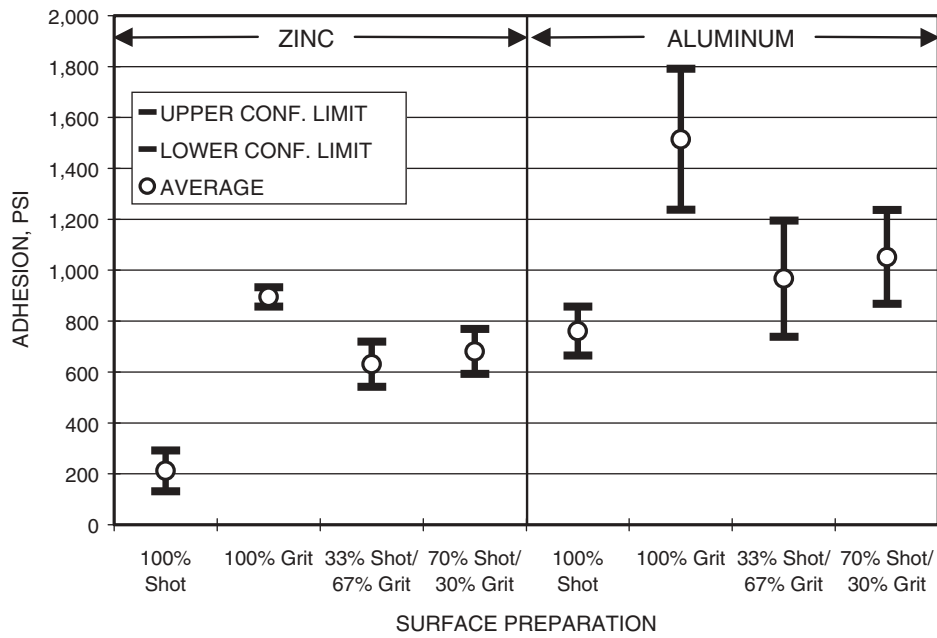 2,000
1,800
1,600
1,400
1,200
1,000
800
600
400
200
0
ADHESION, PSI
ZINC
ALUMINUM
UPPER CONF. LIMIT
LOWER CONF. LIMIT
AVERAGE
100%
Shot
100% Grit
33% Shot/
67% Grit
70% Shot/
30% Grit
100%
Shot
100% Grit
33% Shot/
67% Grit
70% Shot/
30% Grit
SURFACE PREPARATION